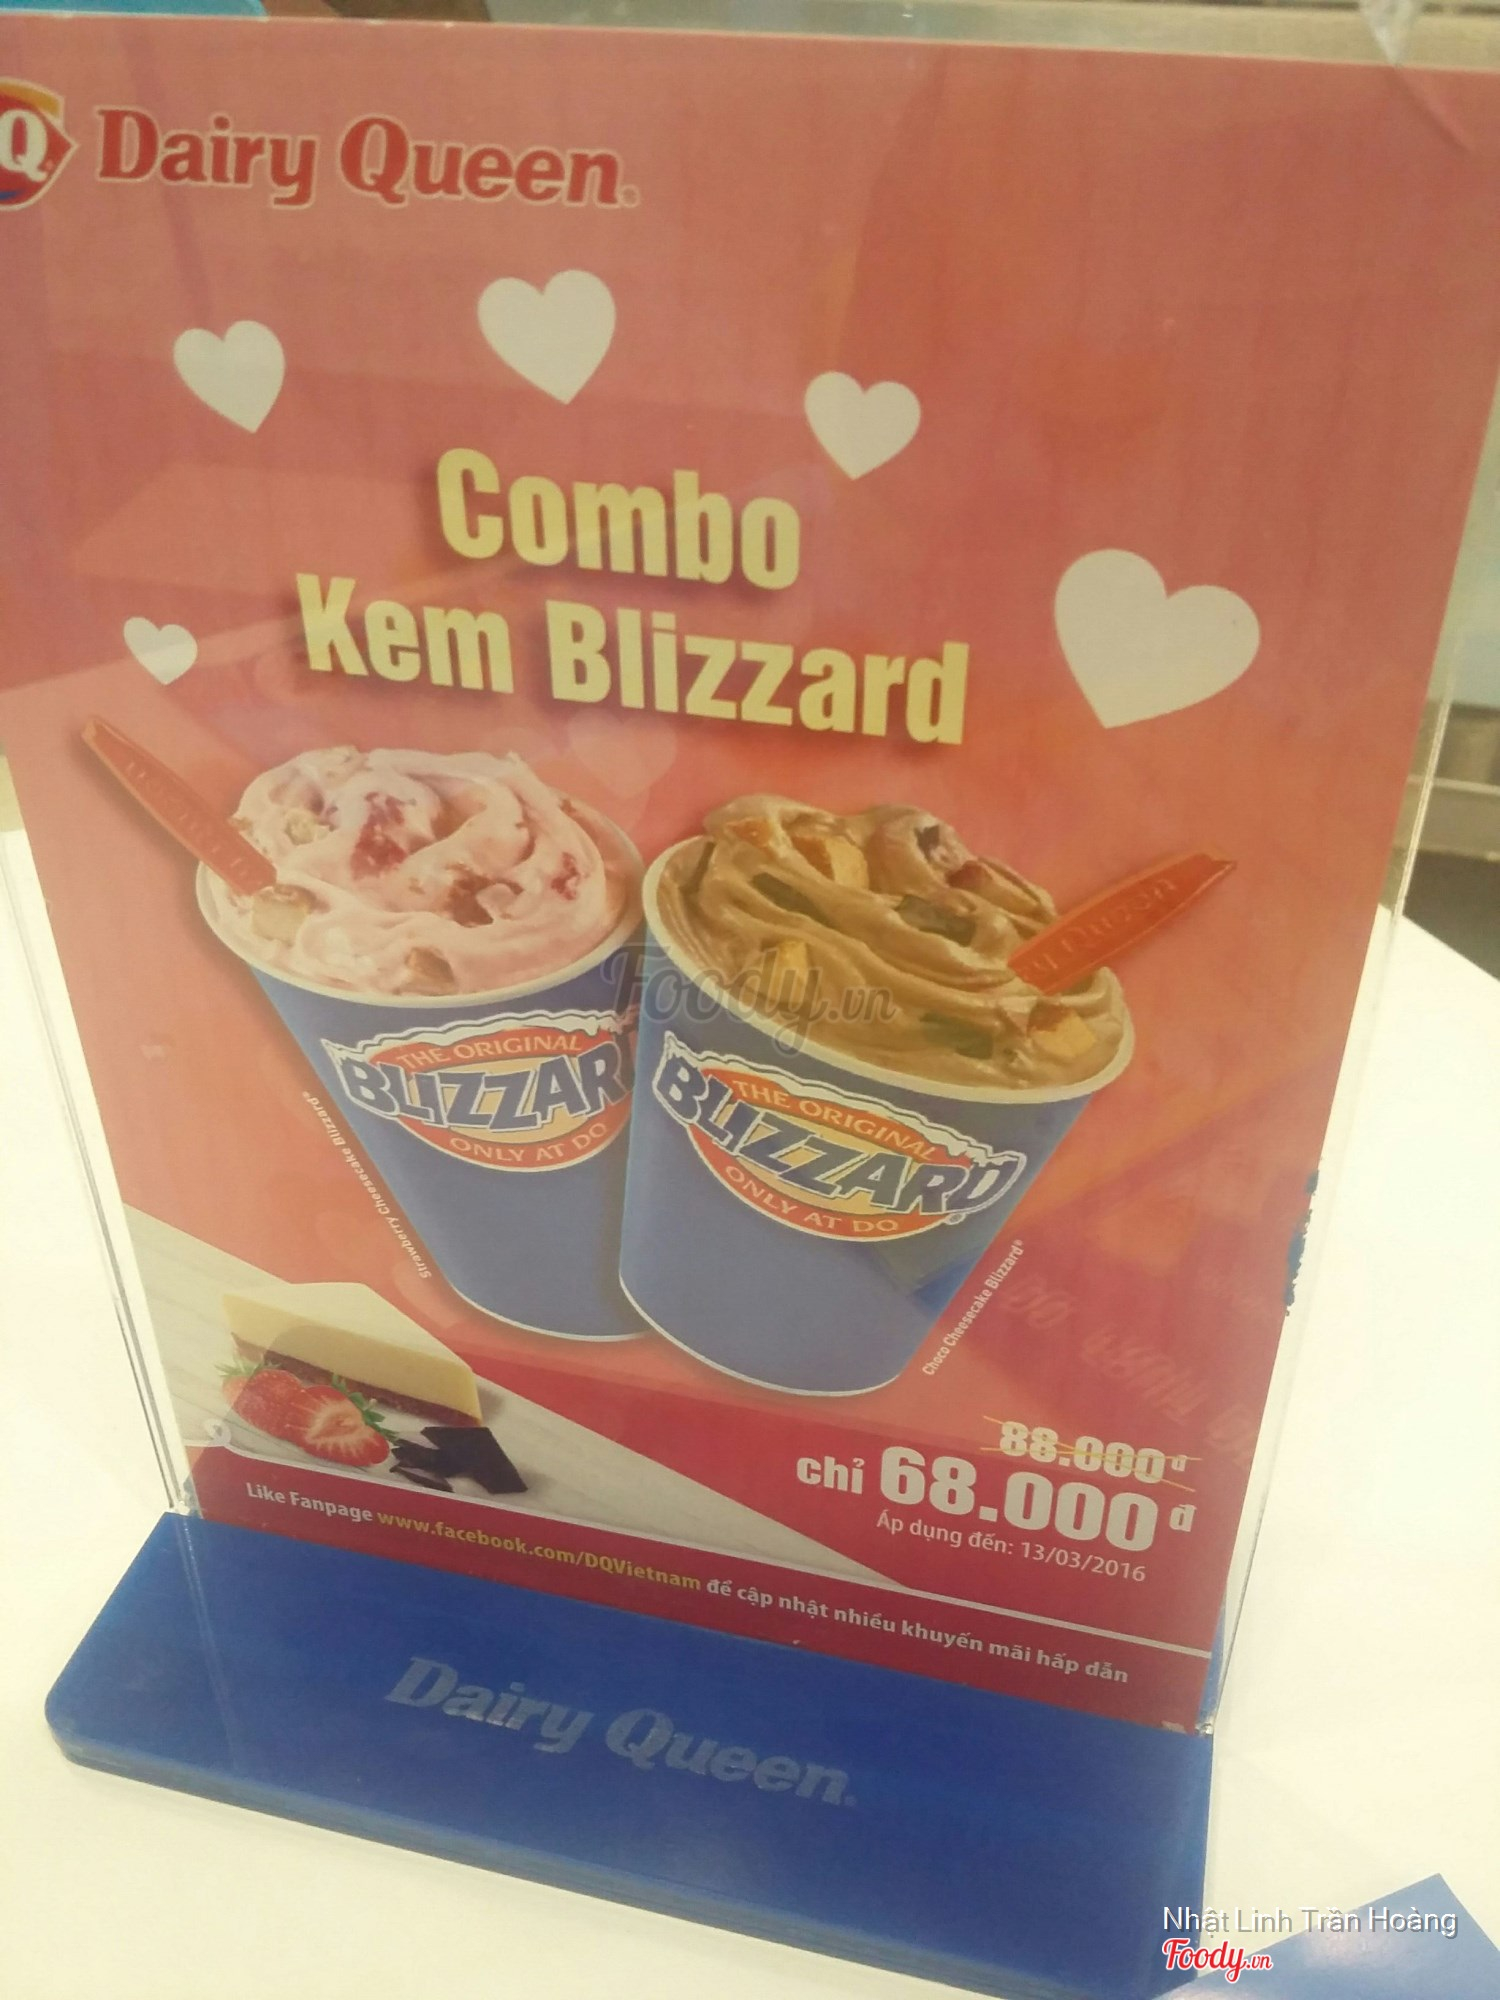 Q Dairy Queen®
Combo
Kem Blizzard
Foody.vn
THE ORIGINAL
BLIZZARD
ONLY AT DQ
THE ORIGINAL
BLIZZARD®
ONLY AT DQ
Strawberry Cheesecake Blizzard®
Choco Cheesecake Blizzard®
88.000đ
chỉ 68.000đ
Áp dụng đến: 13/03/2016
Like Fanpage www.facebook.com/DQVietnam để cập nhật nhiều khuyến mãi hấp dẫn
Dairy Queen®
Nhật Linh Trần Hoàng
Foody.vn